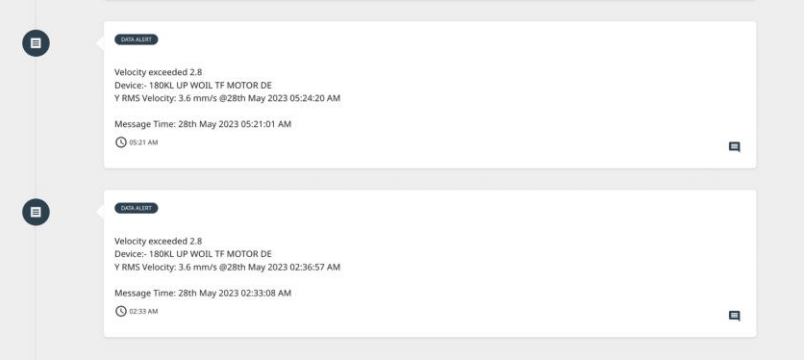 DATA ALERT
Velocity exceeded 2.8
Device:- 180KL UP WOIL TF MOTOR DE
Y RMS Velocity: 3.6 mm/s @28th May 2023 05:24:20 AM
Message Time: 28th May 2023 05:21:01 AM
05:21 AM
DATA ALERT
Velocity exceeded 2.8
Device:- 180KL UP WOIL TF MOTOR DE
Y RMS Velocity: 3.6 mm/s @28th May 2023 02:36:57 AM
Message Time: 28th May 2023 02:33:08 AM
02:33 AM